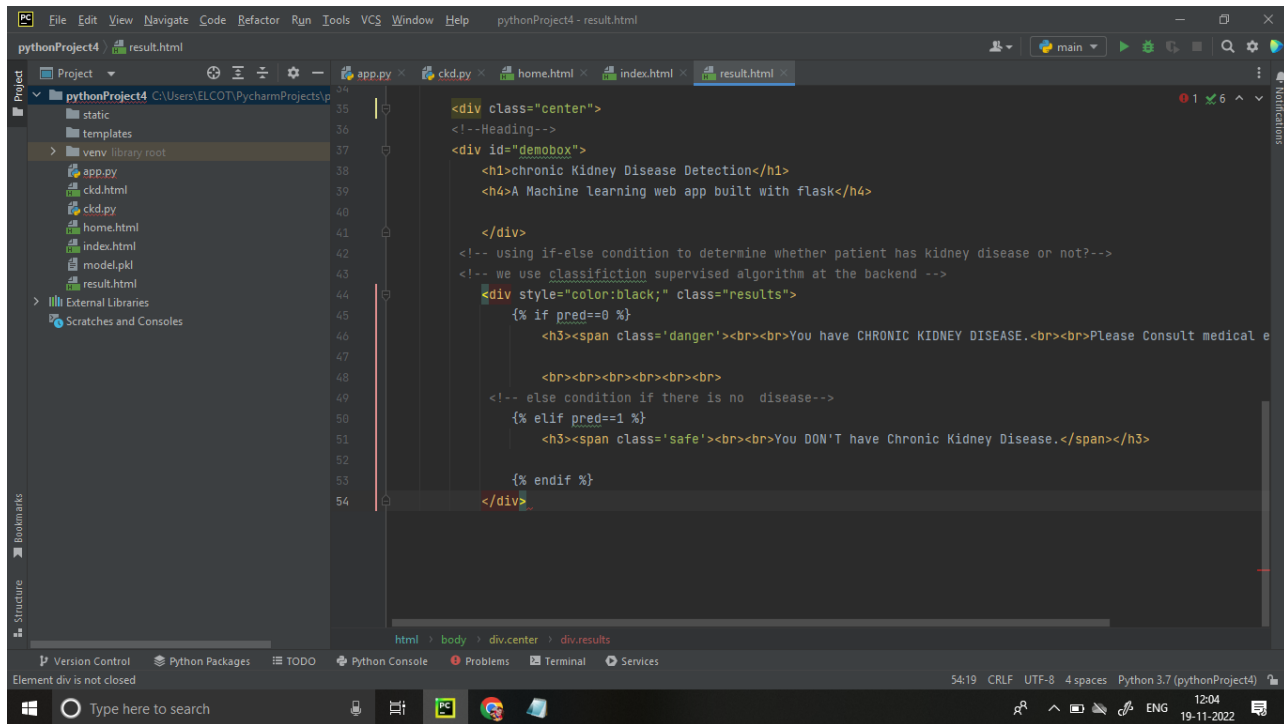 PC File Edit View Navigate Code Refactor Run Tools VCS Window Help pythonProject4 - result.html
pythonProject4 result.html main
Project app.py ckd.py home.html index.html result.html
Project
pythonProject4 C:\Users\ELCOT\PycharmProjects\p
static
templates
venv library root
app.py
ckd.html
ckd.py
home.html
index.html
model.pkl
result.html
External Libraries
Scratches and Consoles
Bookmarks
Structure
Notifications
1 6
34
35 <div class="center">
36 <!--Heading-->
37 <div id="demobox">
38 <h1>chronic Kidney Disease Detection</h1>
39 <h4>A Machine learning web app built with flask</h4>
40
41 </div>
42 <!-- using if-else condition to determine whether patient has kidney disease or not?-->
43 <!-- we use classifiction supervised algorithm at the backend -->
44 <div style="color:black;" class="results">
45 {% if pred==0 %}
46 <h3><span class='danger'><br><br>You have CHRONIC KIDNEY DISEASE.<br><br>Please Consult medical e
47
48 <br><br><br><br><br><br>
49 <!-- else condition if there is no  disease-->
50 {% elif pred==1 %}
51 <h3><span class='safe'><br><br>You DON'T have Chronic Kidney Disease.</span></h3>
52
53 {% endif %}
54 </div>
html body div.center div.results
Version Control Python Packages TODO Python Console Problems Terminal Services
Element div is not closed 54:19 CRLF UTF-8 4 spaces Python 3.7 (pythonProject4)
Type here to search PC ENG 12:04
19-11-2022